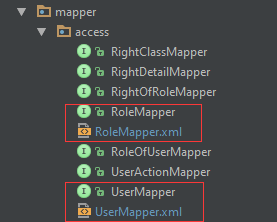 mapper
access
RightClassMapper
RightDetailMapper
RightOfRoleMapper
RoleMapper
RoleMapper.xml
RoleOfUserMapper
UserActionMapper
UserMapper
UserMapper.xml